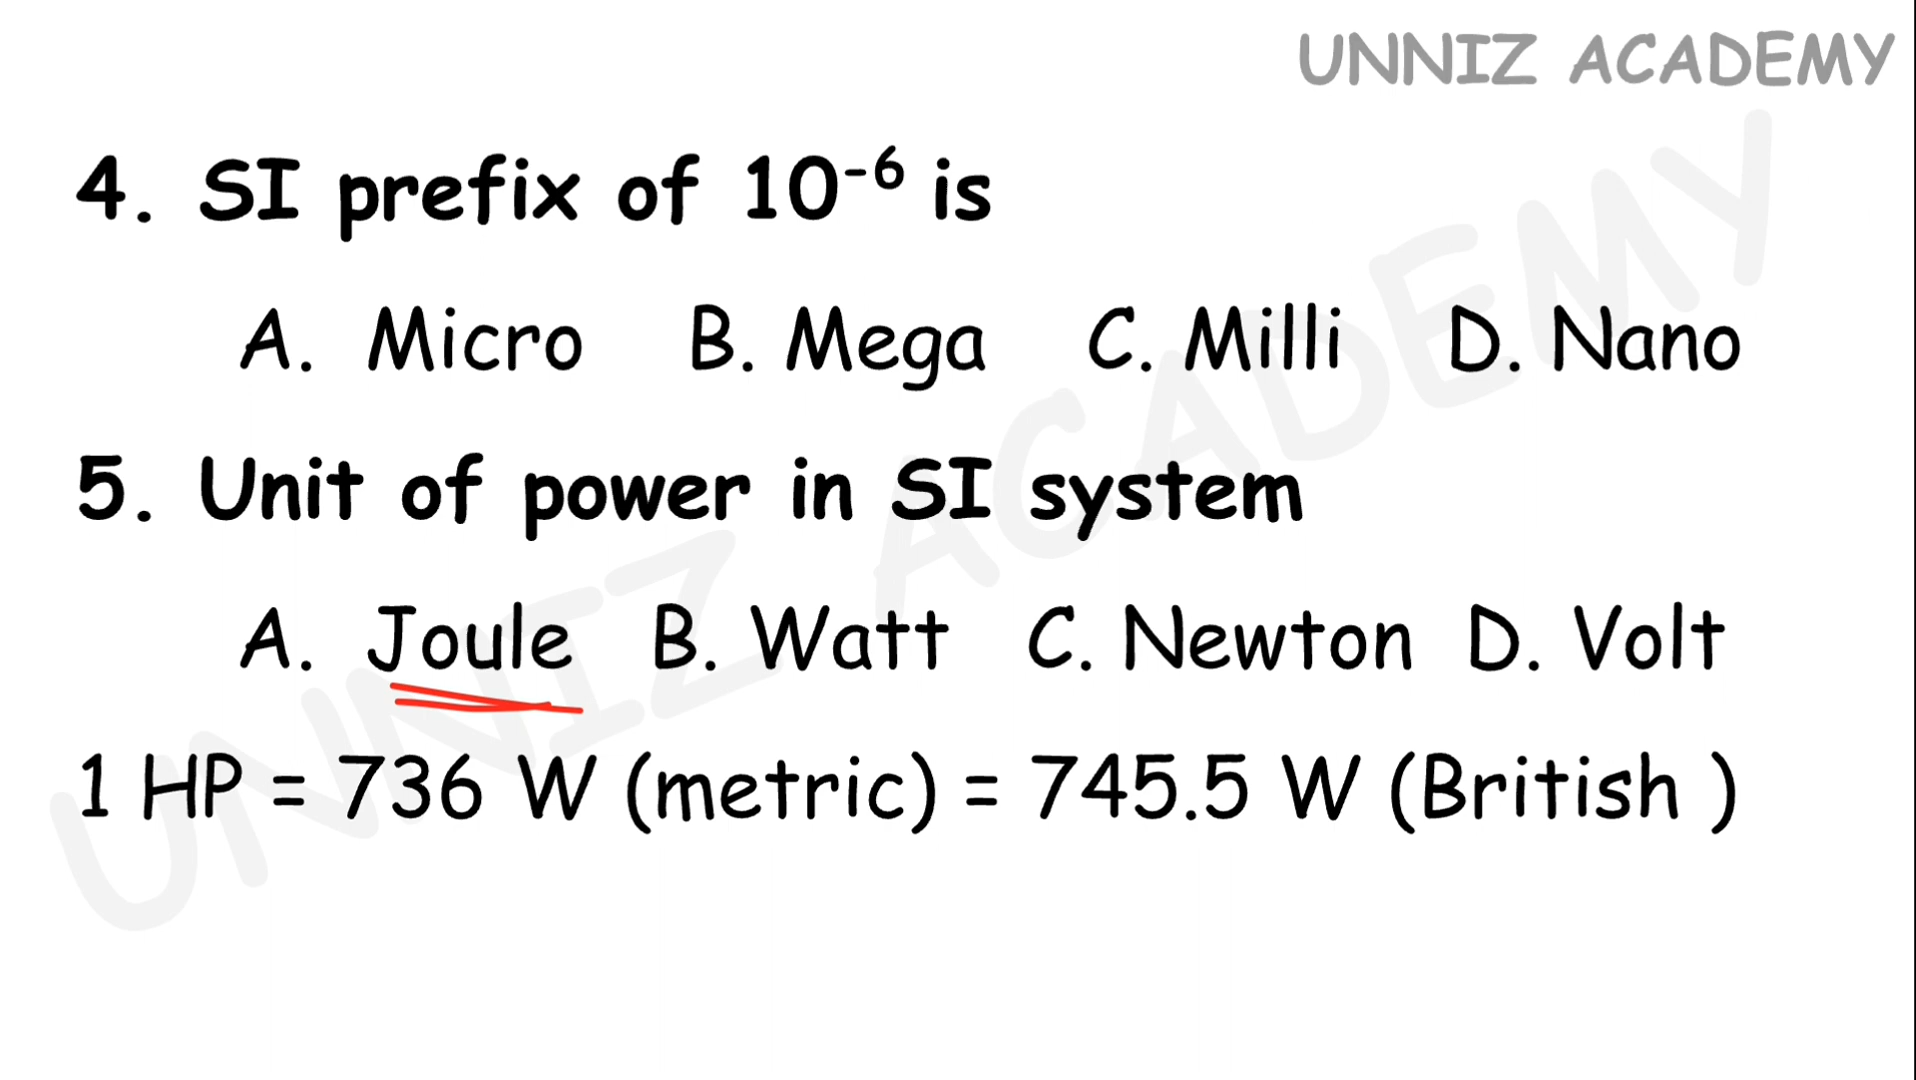 UNNIZ ACADEMY
4. SI prefix of 10⁻⁶ is
A. Micro B. Mega C. Milli D. Nano
5. Unit of power in SI system
A. Joule B. Watt C. Newton D. Volt
1 HP = 736 W (metric) = 745.5 W (British )
UNNIZ ACADEMY